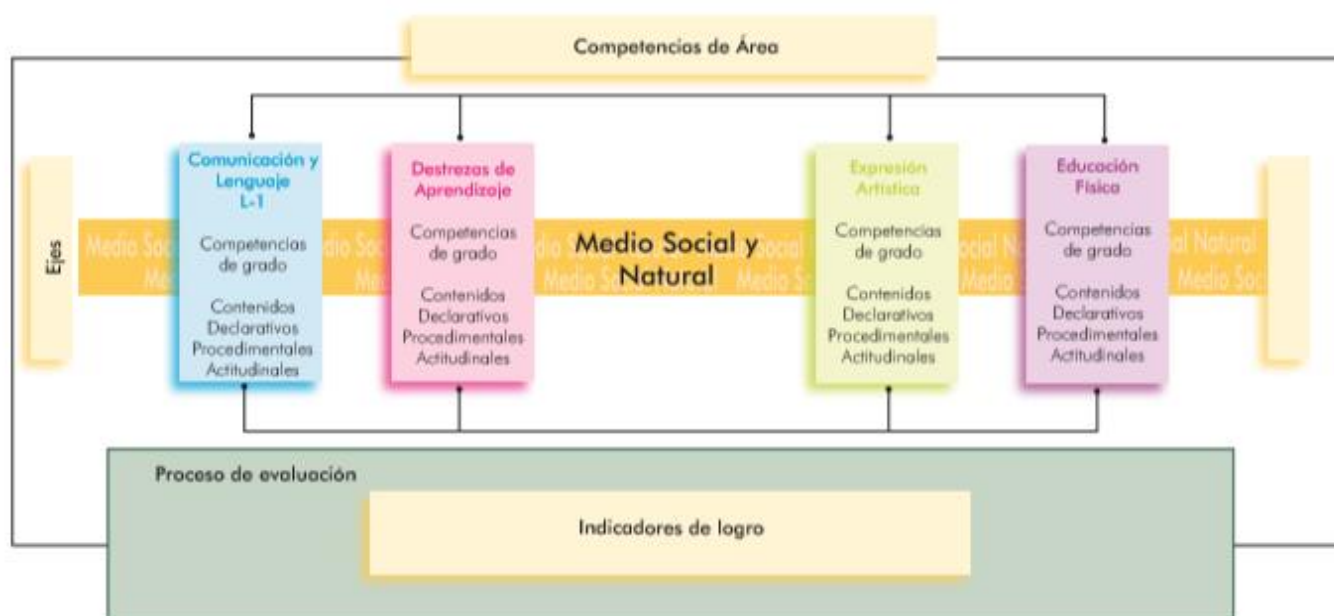 Competencias de Área
Ejes
Comunicación y
Lenguaje
L-1
Competencias
de grado
Contenidos
Declarativos
Procedimentales
Actitudinales
Destrezas de
Aprendizaje
Competencias
de grado
Contenidos
Declarativos
Procedimentales
Actitudinales
Medio Social y
Natural
Expresión
Artística
Competencias
de grado
Contenidos
Declarativos
Procedimentales
Actitudinales
Educación
Física
Competencias
de grado
Contenidos
Declarativos
Procedimentales
Actitudinales
Proceso de evaluación
Indicadores de logro